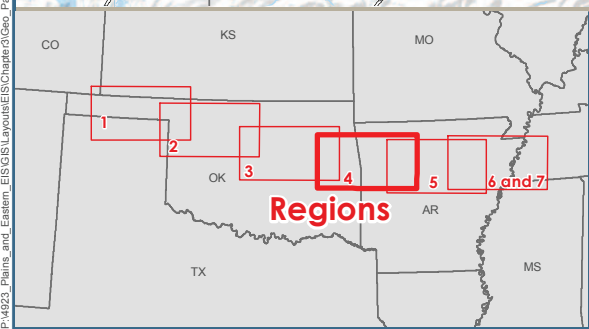 P:\4923_Plains_and_Eastern_EIS\GIS\Layouts\EIS\Chapter3\Geo_Pa
CO
KS
MO
1
2
3
4
5
6 and 7
OK
Regions
AR
TX
MS